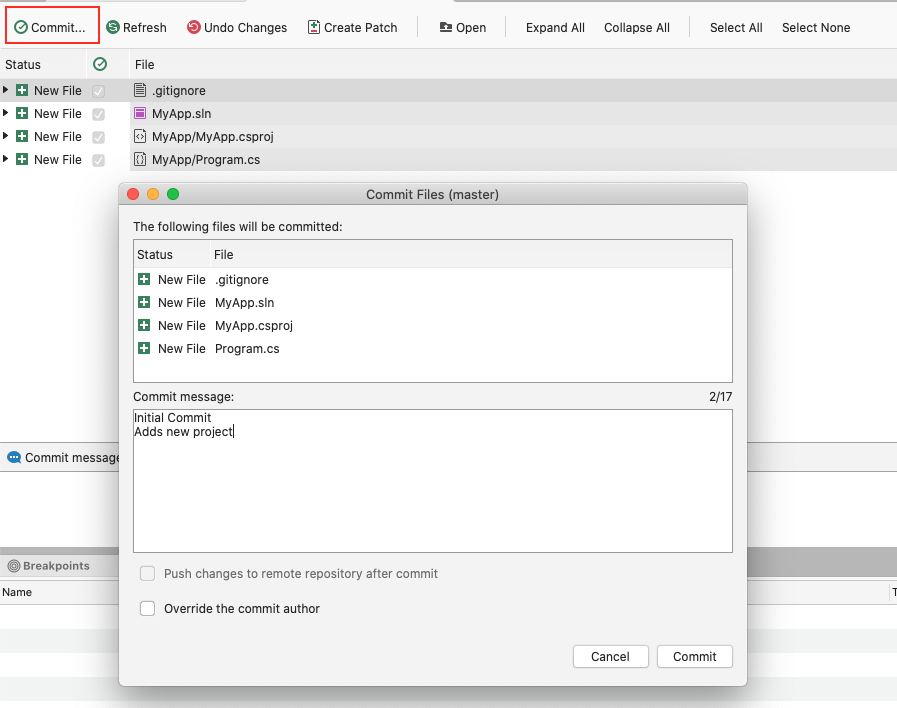 Commit... Refresh Undo Changes Create Patch Open Expand All Collapse All Select All Select None
Status File
New File .gitignore
New File MyApp.sln
New File MyApp/MyApp.csproj
New File MyApp/Program.cs
Commit Files (master)
The following files will be committed:
Status File
New File .gitignore
New File MyApp.sln
New File MyApp.csproj
New File Program.cs
Commit message: 2/17
Initial Commit
Adds new project
Commit message
Push changes to remote repository after commit
Breakpoints
Name
Override the commit author
Cancel Commit